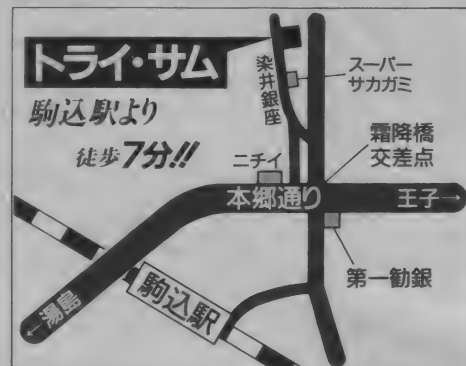 トライ・サム
駒込駅より
徒歩7分!!
染井銀座
スーパー
サカガミ
霜降橋
交差点
ニチイ
本郷通り
王子
第一勧銀
駒込駅
湯島